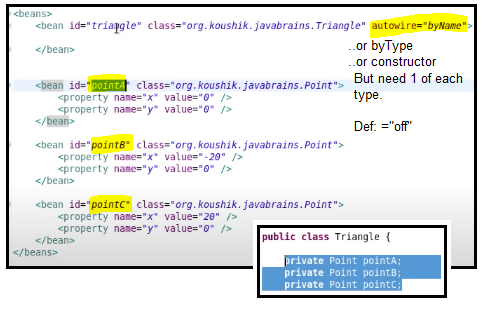 <beans>
<bean id="triangle" class="org.koushik.javabrains.Triangle" autowire="byName">
</bean>
<bean id="pointA" class="org.koushik.javabrains.Point">
<property name="x" value="0" />
<property name="y" value="0" />
</bean>
<bean id="pointB" class="org.koushik.javabrains.Point">
<property name="x" value="-20" />
<property name="y" value="0" />
</bean>
<bean id="pointC" class="org.koushik.javabrains.Point">
<property name="x" value="20" />
<property name="y" value="0" />
</bean>
</beans>
..or byType
..or constructor
But need 1 of each
type.
Def: ="off"
public class Triangle {
private Point pointA;
private Point pointB;
private Point pointC;